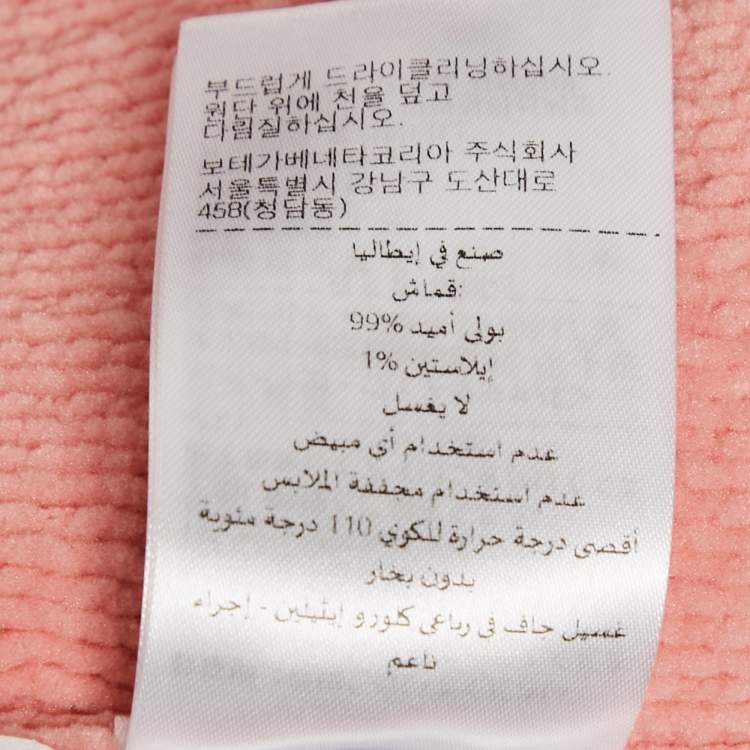 부드럽게 드라이클리닝하십시오.
원단 위에 천을 덮고
다림질하십시오.
보테가베네타코리아 주식회사
서울특별시 강남구 도산대로
458(청담동)
صنع في إيطاليا
قماش:
بولي أميد 99%
إيلاستين 1%
لا يغسل
عدم استخدام أي مبيض
عدم استخدام مجففة الملابس
أقصى درجة حرارة للكوي 110 درجة مئوية
بدون بخار
غسيل جاف في رباعي كلورو إيثيلين - إجراء
ناعم